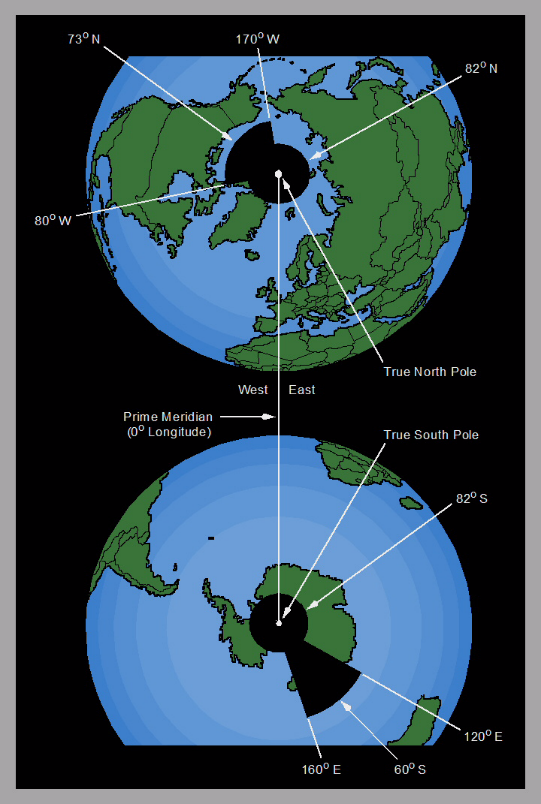 73° N
170° W
82° N
80° W
True North Pole
West East
Prime Meridian
(0° Longitude)
True South Pole
82° S
120° E
160° E
60° S